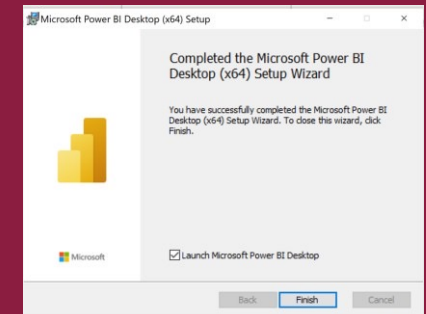 Microsoft Power BI Desktop (x64) Setup
Completed the Microsoft Power BI
Desktop (x64) Setup Wizard
You have successfully completed the Microsoft Power BI
Desktop (x64) Setup Wizard. To close this wizard, click
Finish.
Microsoft
Launch Microsoft Power BI Desktop
Back Finish Cancel